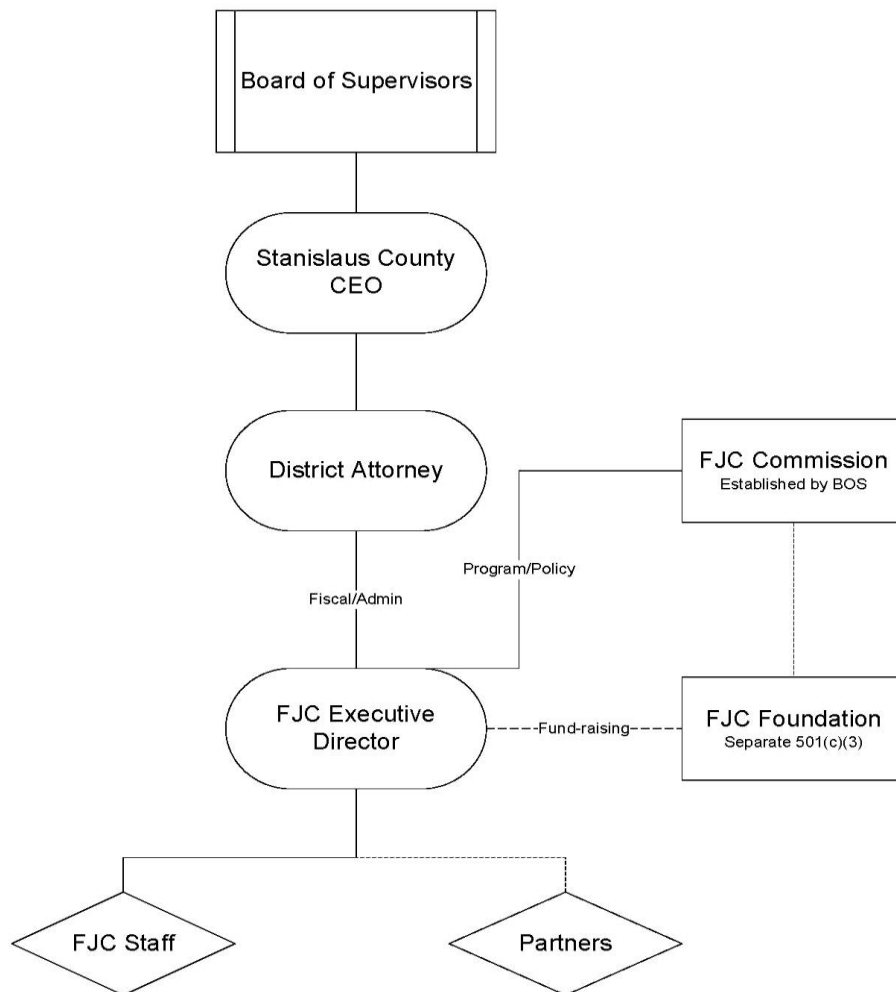 Board of Supervisors
Stanislaus County
CEO
District Attorney
FJC Commission
Established by BOS
Program/Policy
Fiscal/Admin
FJC Executive
Director
Fund-raising
FJC Foundation
Separate 501(c)(3)
FJC Staff
Partners